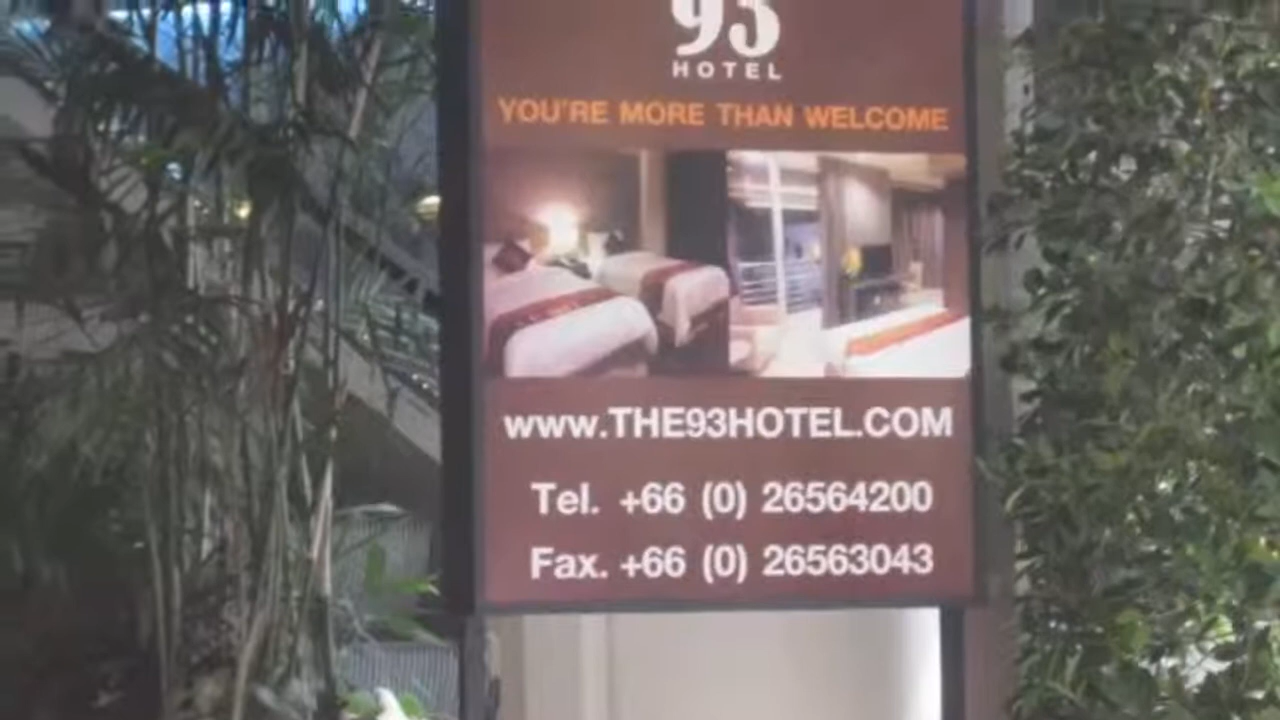 93
HOTEL
YOU'RE MORE THAN WELCOME
www.THE93HOTEL.COM
Tel. +66 (0) 26564200
Fax. +66 (0) 26563043